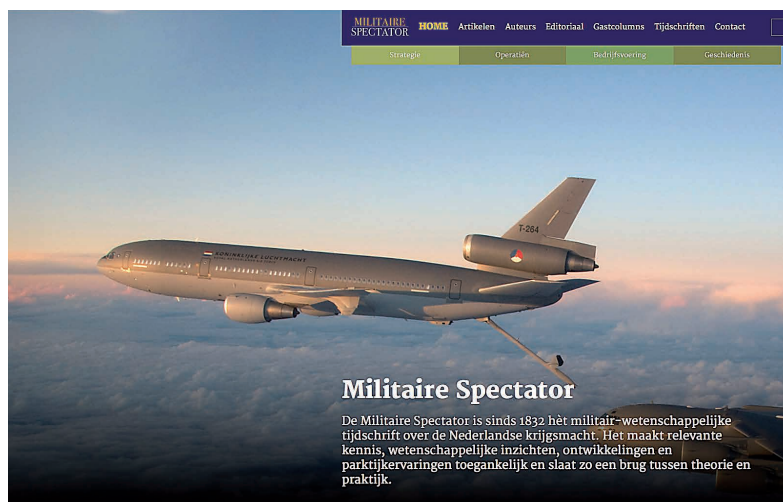 MILITAIRE
SPECTATOR
HOME Artikelen Auteurs Editoriaal Gastcolumns Tijdschriften Contact
Strategie Operatiën Bedrijfsvoering Geschiedenis
T-264
KONINKLIJKE LUCHTMACHT
Militaire Spectator
De Militaire Spectator is sinds 1832 hèt militair-wetenschappelijke
tijdschrift over de Nederlandse krijgsmacht. Het maakt relevante
kennis, wetenschappelijke inzichten, ontwikkelingen en
parktijkervaringen toegankelijk en slaat zo een brug tussen theorie en
praktijk.